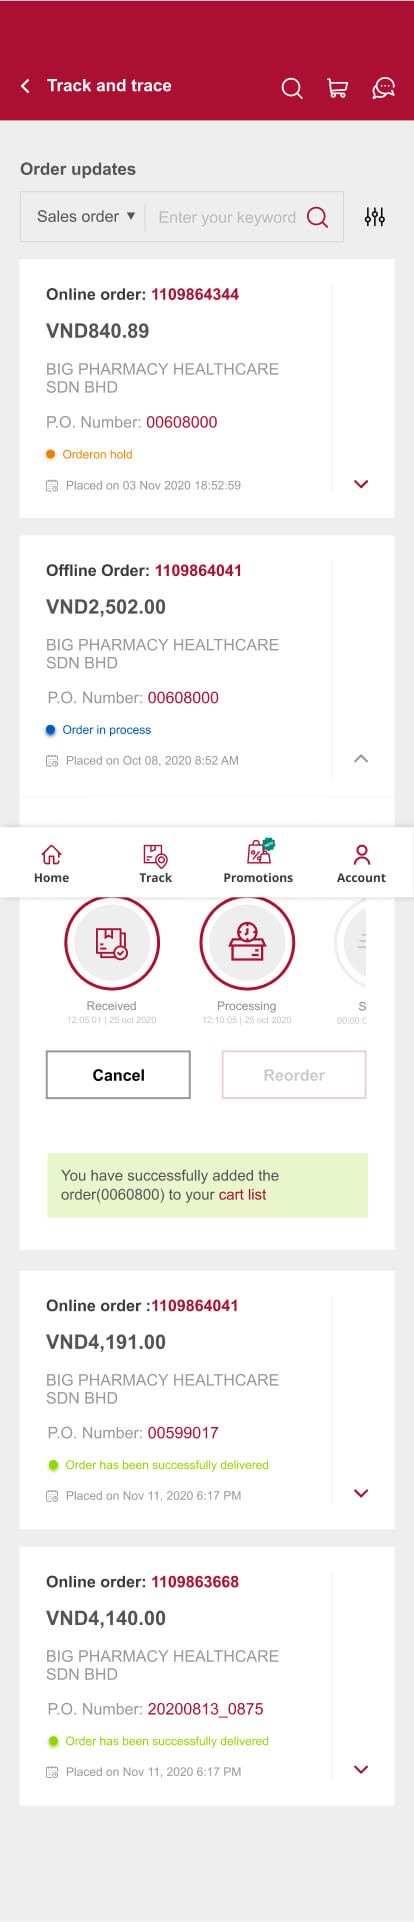 Track and trace
Order updates
Sales order
Enter your keyword
Online order: 1109864344
VND840.89
BIG PHARMACY HEALTHCARE
SDN BHD
P.O. Number: 00608000
Orderon hold
Placed on 03 Nov 2020 18:52:59
Offline Order: 1109864041
VND2,502.00
BIG PHARMACY HEALTHCARE
SDN BHD
P.O. Number: 00608000
Order in process
Placed on Oct 08, 2020 8:52 AM
Home
Track
Promotions
Account
Received
12:05:01 | 25 oct 2020
Processing
12:10:05 | 25 oct 2020
S
00:00:0
Cancel
Reorder
You have successfully added the
order(0060800) to your cart list
Online order :1109864041
VND4,191.00
BIG PHARMACY HEALTHCARE
SDN BHD
P.O. Number: 00599017
Order has been successfully delivered
Placed on Nov 11, 2020 6:17 PM
Online order: 1109863668
VND4,140.00
BIG PHARMACY HEALTHCARE
SDN BHD
P.O. Number: 20200813_0875
Order has been successfully delivered
Placed on Nov 11, 2020 6:17 PM